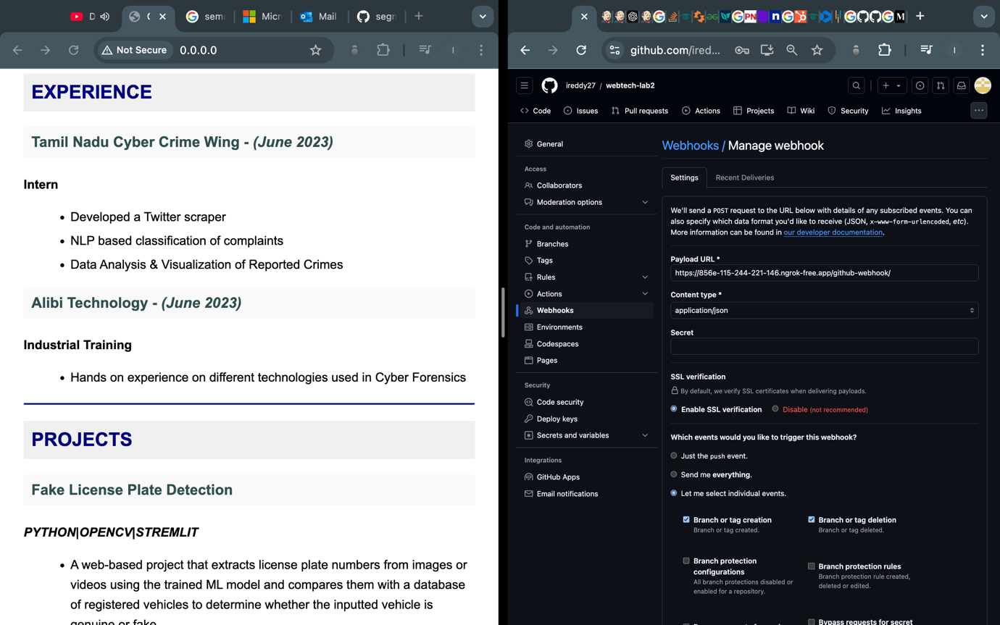 D
C
sema
Micr
Mail
segn
Not Secure
0.0.0.0
EXPERIENCE
Tamil Nadu Cyber Crime Wing - (June 2023)
Intern
• Developed a Twitter scraper
• NLP based classification of complaints
• Data Analysis & Visualization of Reported Crimes
Alibi Technology - (June 2023)
Industrial Training
• Hands on experience on different technologies used in Cyber Forensics
PROJECTS
Fake License Plate Detection
PYTHON|OPENCV|STREMLIT
• A web-based project that extracts license plate numbers from images or
videos using the trained ML model and compares them with a database
of registered vehicles to determine whether the inputted vehicle is
genuine or fake
PN
n
M
github.com/ired...
I
ireddy27 / webtech-lab2
Code
Issues
Pull requests
Actions
Projects
Wiki
Security
Insights
General
Access
Collaborators
Moderation options
Code and automation
Branches
Tags
Rules
Actions
Webhooks
Environments
Codespaces
Pages
Security
Code security
Deploy keys
Secrets and variables
Integrations
GitHub Apps
Email notifications
Webhooks / Manage webhook
Settings
Recent Deliveries
We'll send a POST request to the URL below with details of any subscribed events. You can
also specify which data format you'd like to receive (JSON, x-www-form-urlencoded, etc).
More information can be found in our developer documentation.
Payload URL *
https://856e-115-244-221-146.ngrok-free.app/github-webhook/
Content type *
application/json
Secret
SSL verification
By default, we verify SSL certificates when delivering payloads.
Enable SSL verification
Disable (not recommended)
Which events would you like to trigger this webhook?
Just the push event.
Send me everything.
Let me select individual events.
Branch or tag creation
Branch or tag created.
Branch or tag deletion
Branch or tag deleted.
Branch protection
configurations
All branch protections disabled or
enabled for a repository.
Branch protection rules
Branch protection rule created,
deleted or edited.
Bypass requests for secret